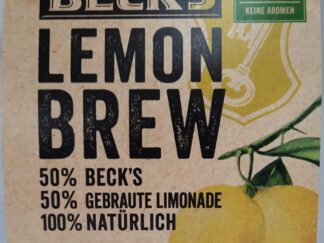 BECK'S
KEINE AROMEN
LEMON
BREW
50% BECK'S
50% GEBRAUTE LIMONADE
100% NATÜRLICH